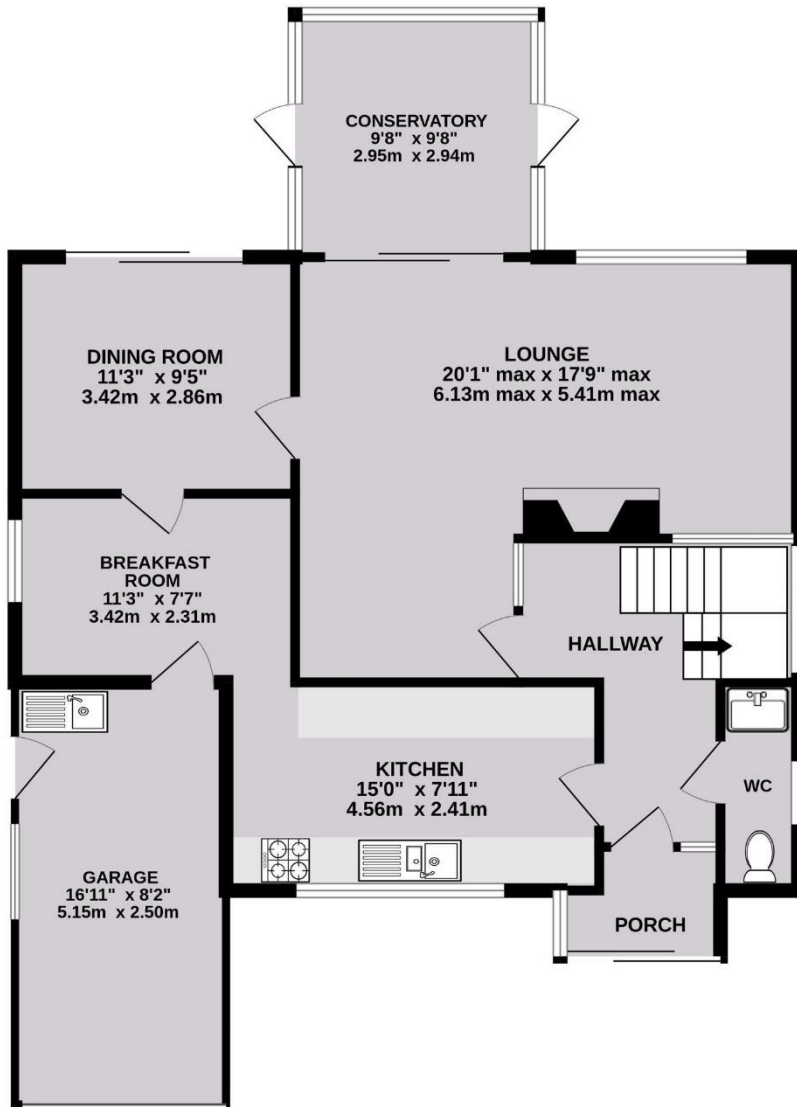 CONSERVATORY
9'8" x 9'8"
2.95m x 2.94m
DINING ROOM
11'3" x 9'5"
3.42m x 2.86m
LOUNGE
20'1" max x 17'9" max
6.13m max x 5.41m max
BREAKFAST
ROOM
11'3" x 7'7"
3.42m x 2.31m
HALLWAY
KITCHEN
15'0" x 7'11"
4.56m x 2.41m
WC
GARAGE
16'11" x 8'2"
5.15m x 2.50m
PORCH